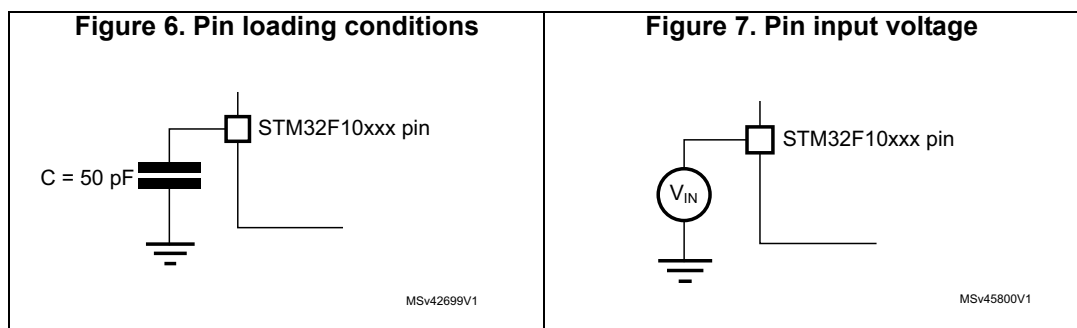 Figure 6. Pin loading conditions
STM32F10xxx pin
C = 50 pF
MSv42699V1
Figure 7. Pin input voltage
STM32F10xxx pin
VIN
MSv45800V1